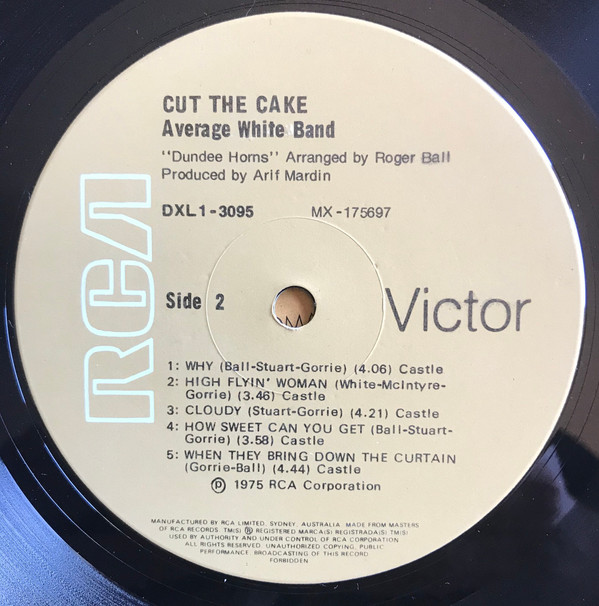 CUT THE CAKE
Average White Band
"Dundee Horns" Arranged by Roger Ball
Produced by Arif Mardin
DXL1-3095 MX-175697
RCA
Side 2
Victor
1: WHY (Ball-Stuart-Gorrie) (4.06) Castle
2: HIGH FLYIN' WOMAN (White-McIntyre-
Gorrie) (3.46) Castle
3: CLOUDY (Stuart-Gorrie) (4.21) Castle
4: HOW SWEET CAN YOU GET (Ball-Stuart-
Gorrie) (3.58) Castle
5: WHEN THEY BRING DOWN THE CURTAIN
(Gorrie-Ball) (4.44) Castle
Ⓟ 1975 RCA Corporation
MANUFACTURED BY RCA LIMITED, SYDNEY, AUSTRALIA. MADE FROM MASTERS
OF RCA RECORDS. TM(S) ® REGISTERED MARCA(S) REGISTRADA(S) TM(S)
USED BY AUTHORITY AND UNDER CONTROL OF RCA CORPORATION
ALL RIGHTS RESERVED. UNAUTHORIZED COPYING, PUBLIC
PERFORMANCE, BROADCASTING OF THIS RECORD
FORBIDDEN